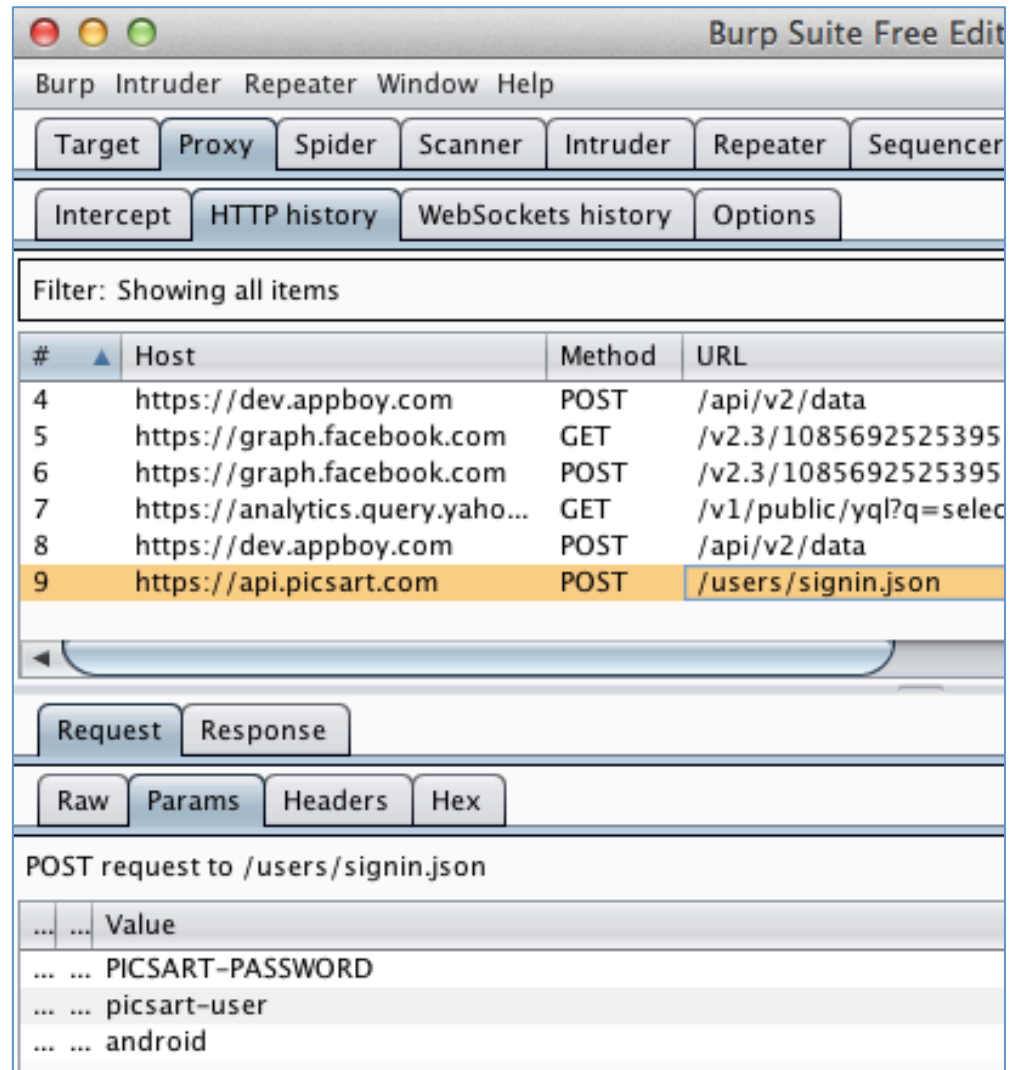 Burp Suite Free Edit
Burp Intruder Repeater Window Help
Target Proxy Spider Scanner Intruder Repeater Sequencer
Intercept HTTP history WebSockets history Options
Filter: Showing all items
# Host Method URL
4 https://dev.appboy.com POST /api/v2/data
5 https://graph.facebook.com GET /v2.3/1085692525395
6 https://graph.facebook.com POST /v2.3/1085692525395
7 https://analytics.query.yaho... GET /v1/public/yql?q=selec
8 https://dev.appboy.com POST /api/v2/data
9 https://api.picsart.com POST /users/signin.json
Request Response
Raw Params Headers Hex
POST request to /users/signin.json
... ... Value
... ... PICSART-PASSWORD
... ... picsart-user
... ... android